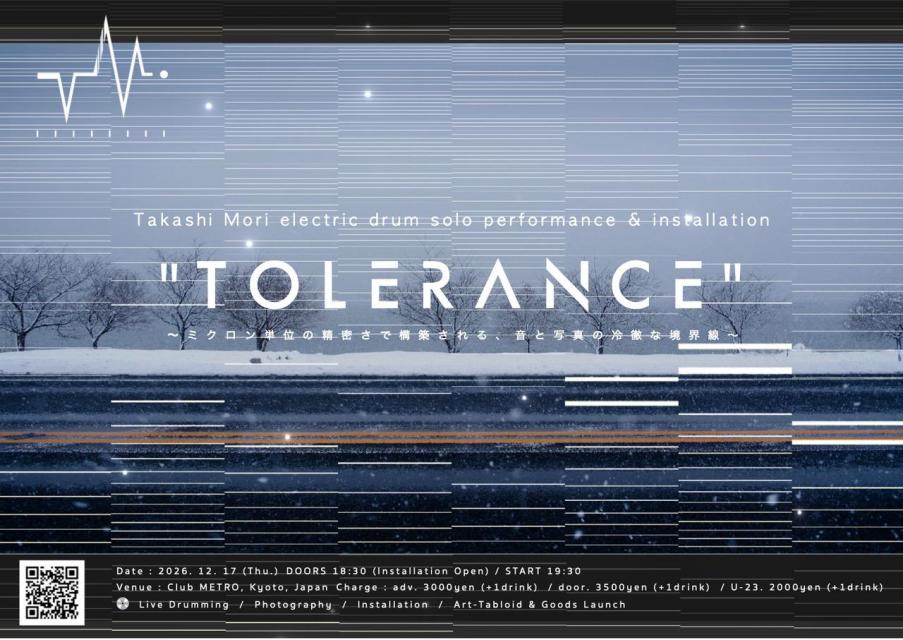 Takashi Mori electric drum solo performance & installation
"TOLERANCE"
～ミクロン単位の精密さで構築される、音と写真の冷徹な境界線～
Date : 2026. 12. 17 (Thu.) DOORS 18:30 (Installation Open) / START 19:30
Venue : Club METRO, Kyoto, Japan Charge : adv. 3000yen (+1drink) / door. 3500yen (+1drink) / U-23. 2000yen (+1drink)
Live Drumming / Photography / Installation / Art-Tabloid & Goods Launch